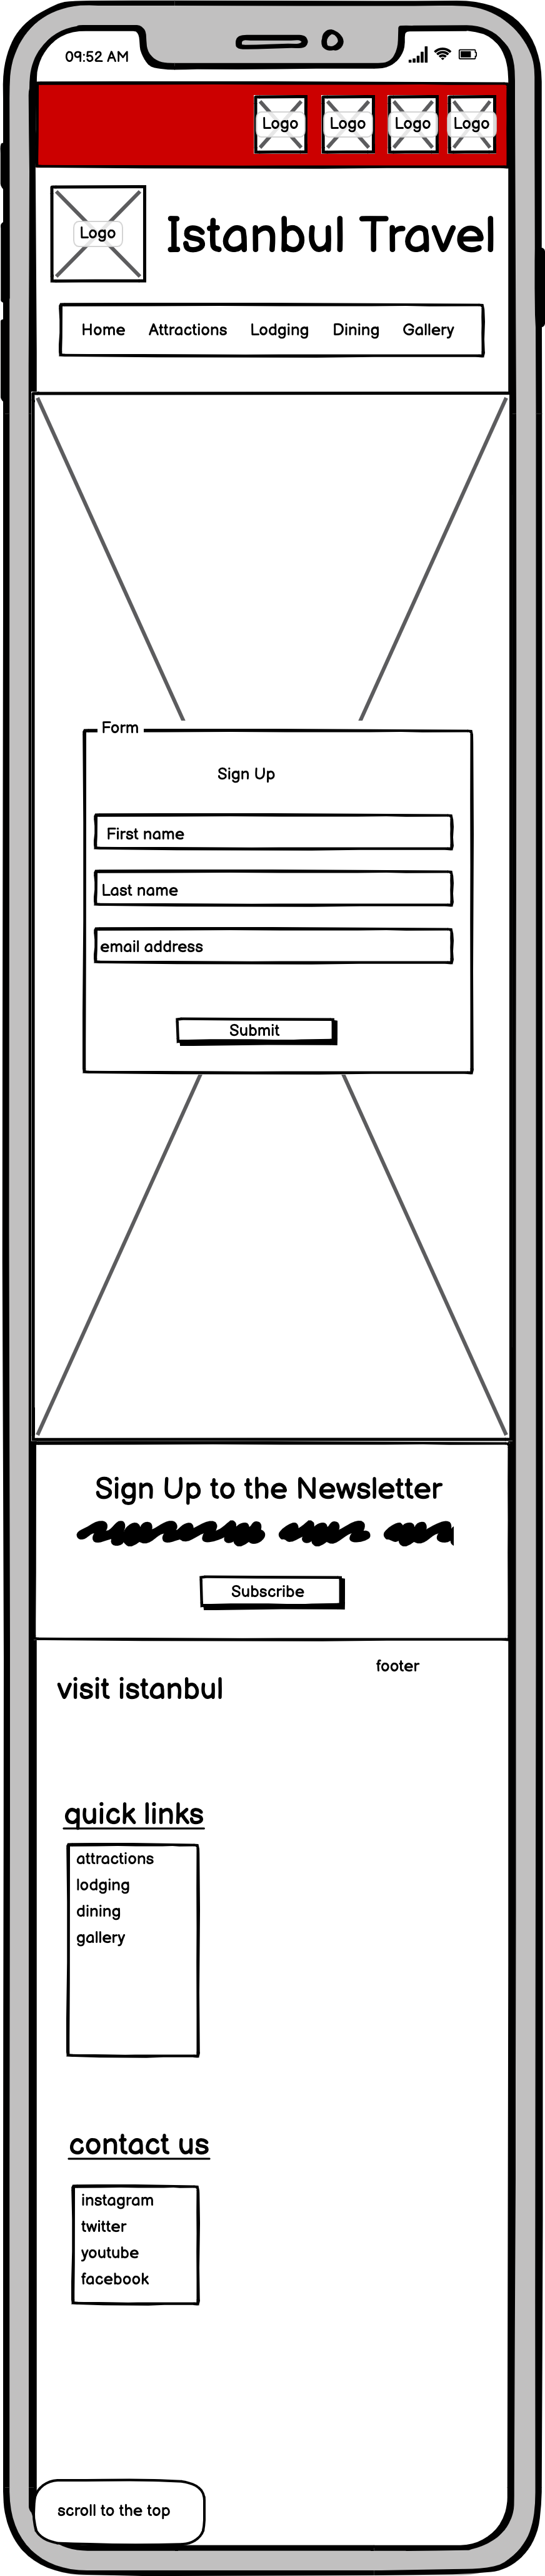 09:52 AM
Logo Logo Logo Logo
Logo
Istanbul Travel
Home Attractions Lodging Dining Gallery
Form
Sign Up
First name
Last name
email address
Submit
Sign Up to the Newsletter
Subscribe
footer
visit istanbul
quick links
attractions
lodging
dining
gallery
contact us
instagram
twitter
youtube
facebook
scroll to the top